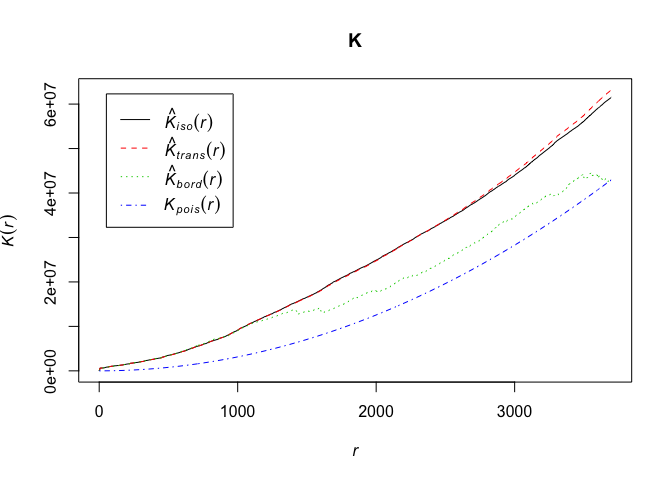 K
K̂iso(r)
K̂trans(r)
K̂bord(r)
Kpois(r)
K(r)
6e+07
4e+07
2e+07
0e+00
0 1000 2000 3000
r